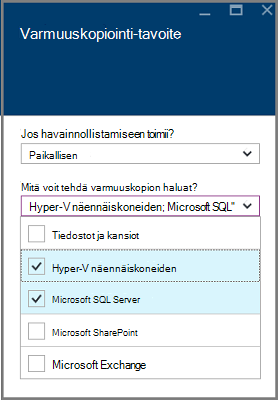 Varmuuskopiointi-tavoite
Jos havainnollistamiseen toimii?
Paikallisen
Mitä voit tehdä varmuuskopion haluat?
Hyper-V näennäiskoneiden; Microsoft SQL"
Tiedostot ja kansiot
Hyper-V näennäiskoneiden
Microsoft SQL Server
Microsoft SharePoint
Microsoft Exchange